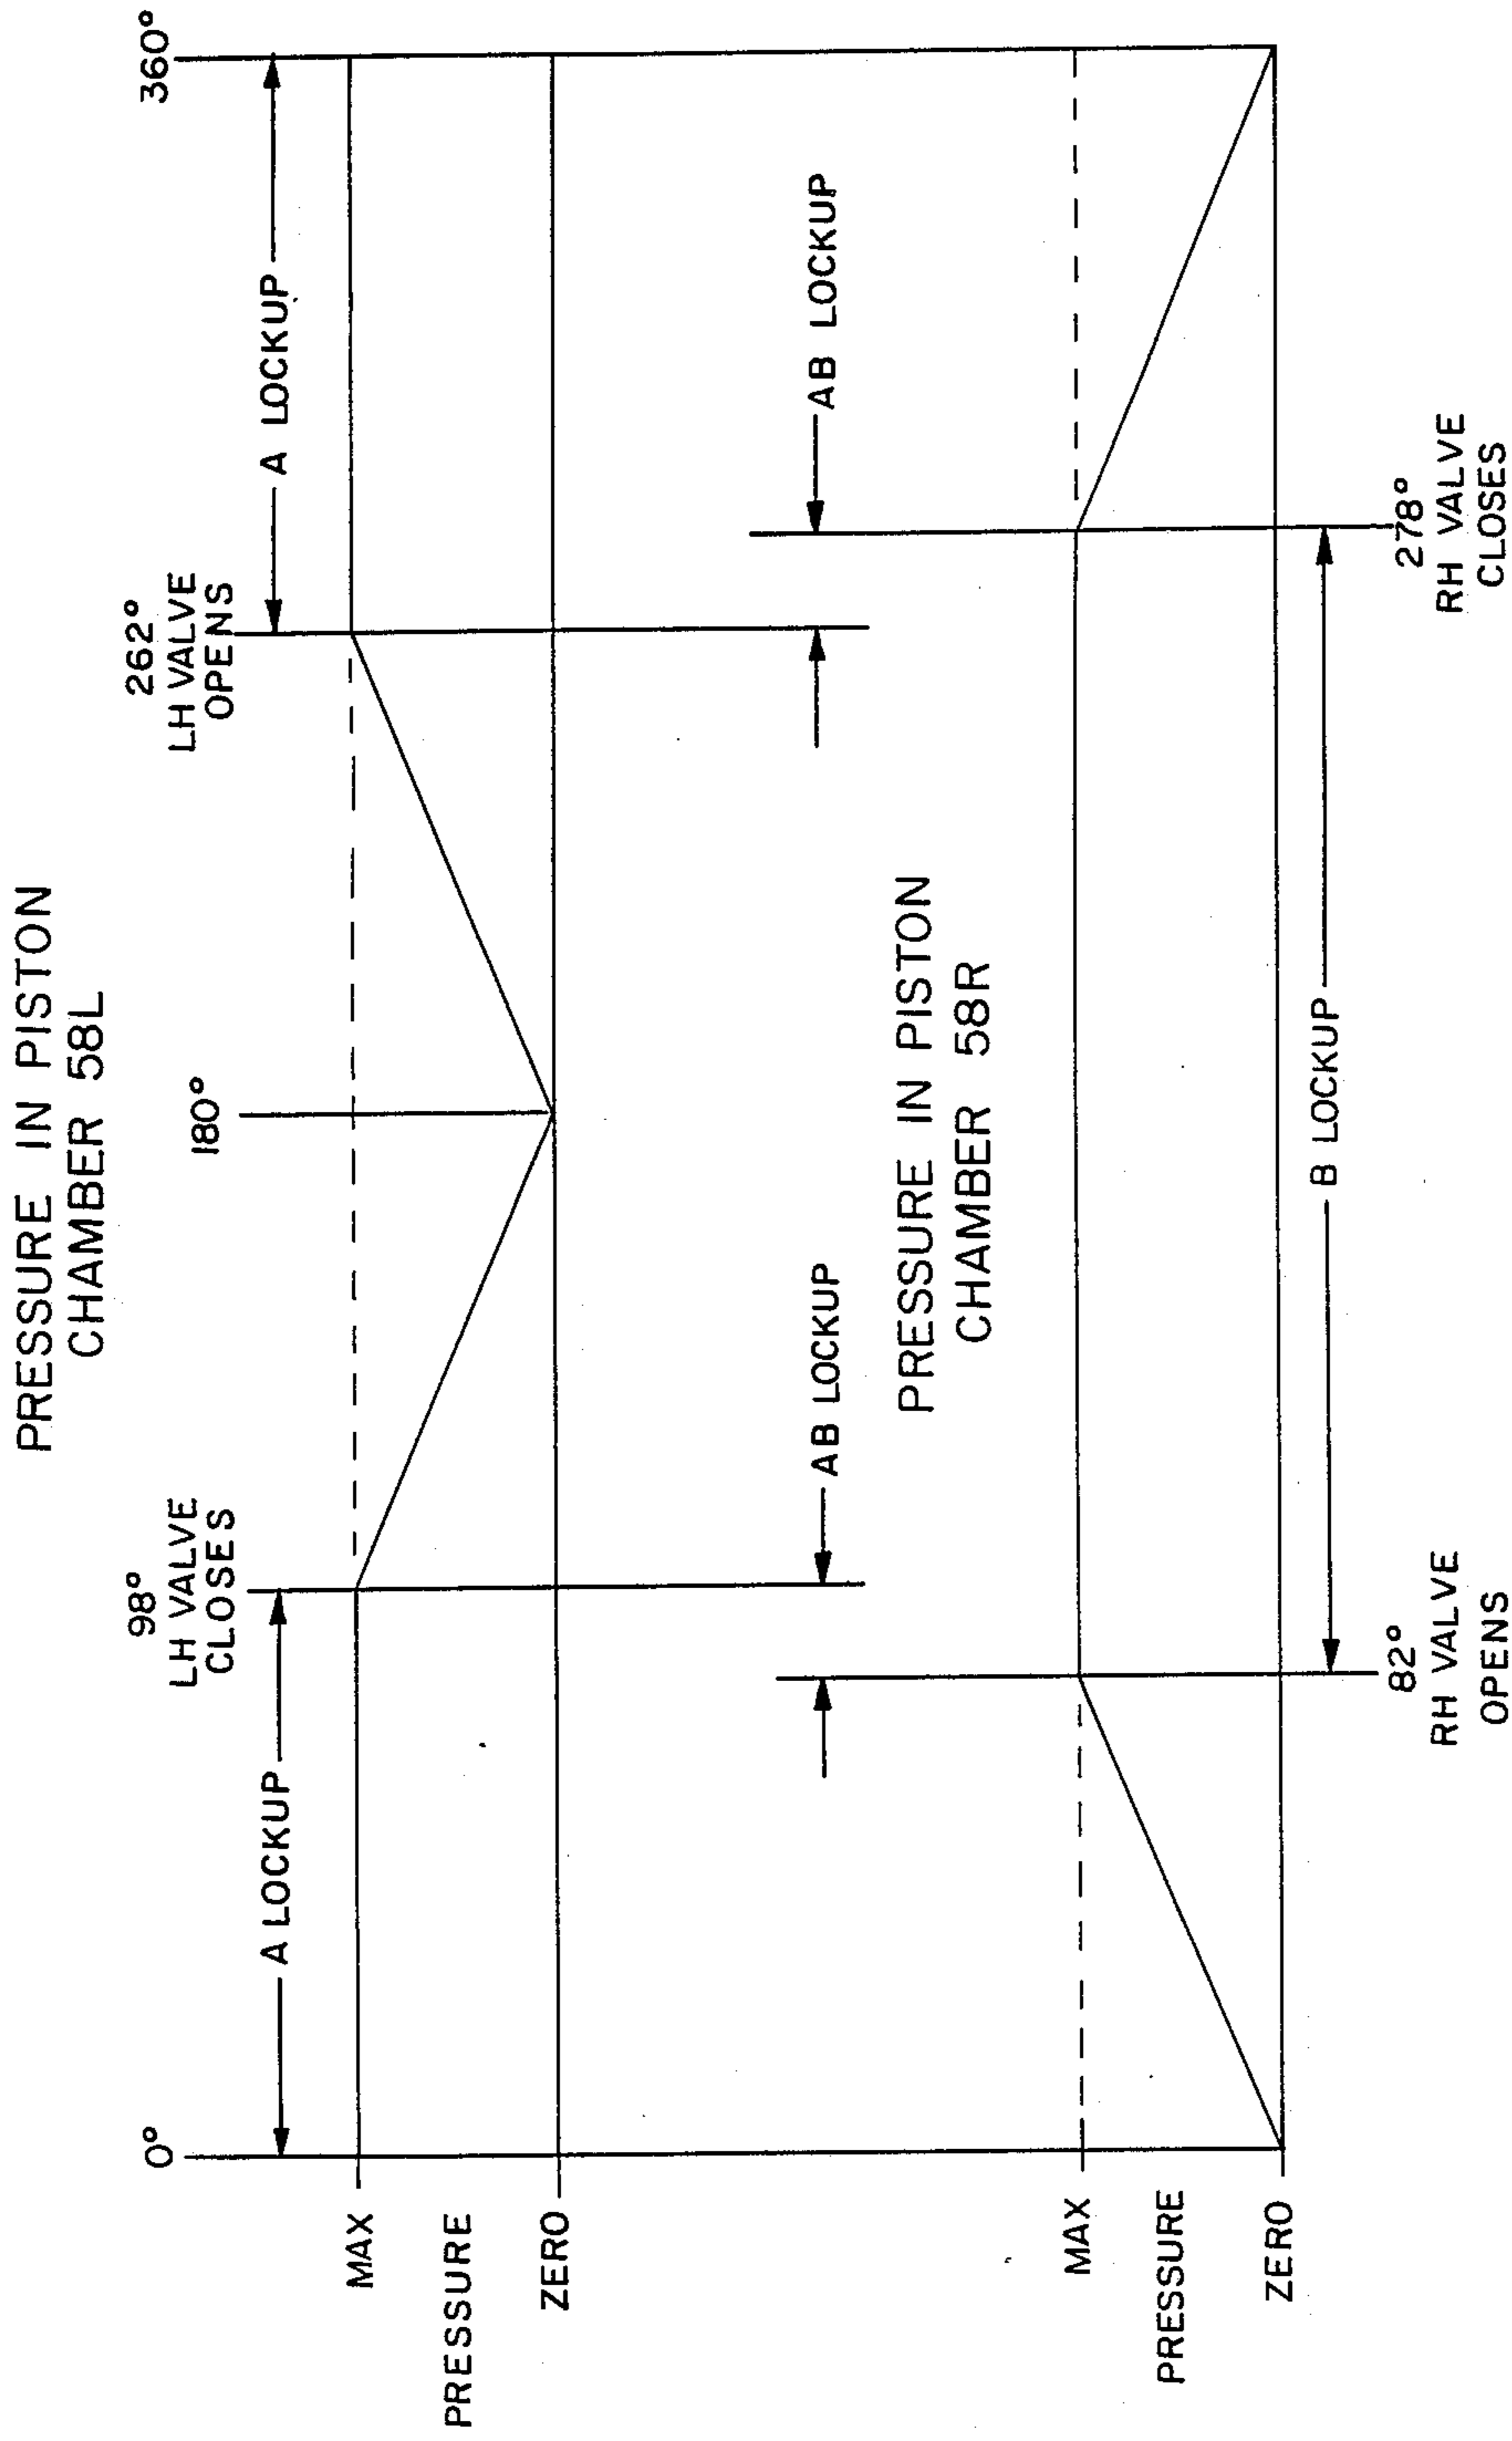 PRESSURE IN PISTON
CHAMBER 58L
0°
98°
LH VALVE
CLOSES
180°
262°
LH VALVE
OPENS
360°
A LOCKUP
A LOCKUP
MAX
PRESSURE
ZERO
AB LOCKUP
AB LOCKUP
PRESSURE IN PISTON
CHAMBER 58R
MAX
PRESSURE
ZERO
B LOCKUP
82°
RH VALVE
OPENS
278°
RH VALVE
CLOSES